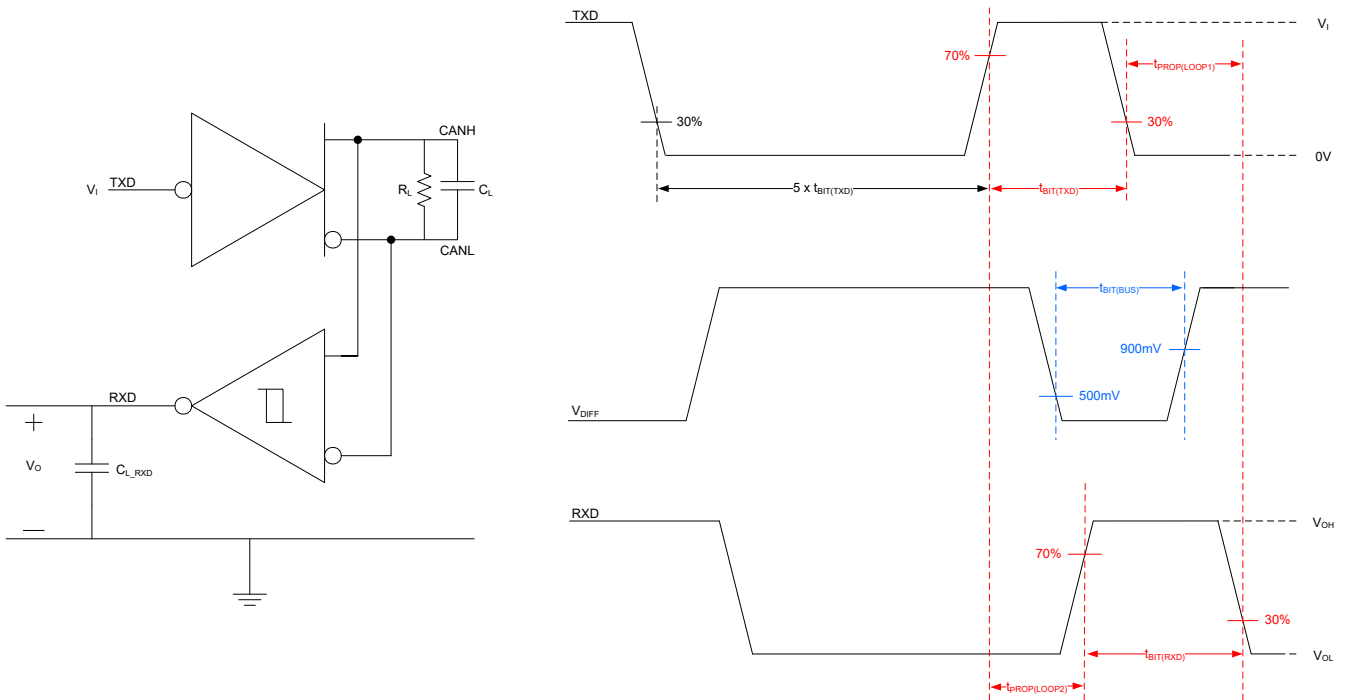 CANH
V_I TXD
R_L C_L
CANL
RXD
+
V_O
C_L_RXD
—
TXD
V_I
70%
t_PROP(LOOP1)
30%
30%
0V
5 x t_BIT(TXD)
t_BIT(TXD)
t_BIT(BUS)
900mV
500mV
V_DIFF
RXD
V_OH
70%
30%
t_BIT(RXD)
V_OL
t_PROP(LOOP2)